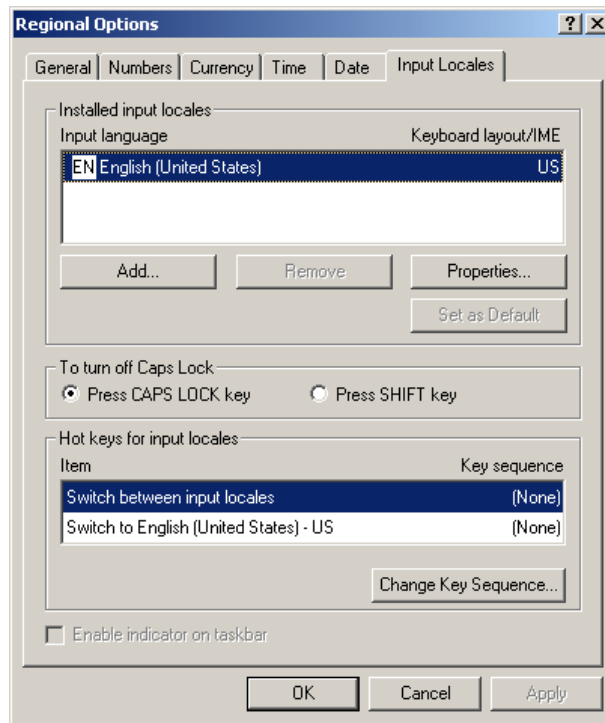 Regional Options
General Numbers Currency Time Date Input Locales
Installed input locales
Input language Keyboard layout/IME
EN English (United States) US
Add... Remove Properties...
Set as Default
To turn off Caps Lock
Press CAPS LOCK key Press SHIFT key
Hot keys for input locales
Item Key sequence
Switch between input locales (None)
Switch to English (United States) - US (None)
Change Key Sequence...
Enable indicator on taskbar
OK Cancel Apply